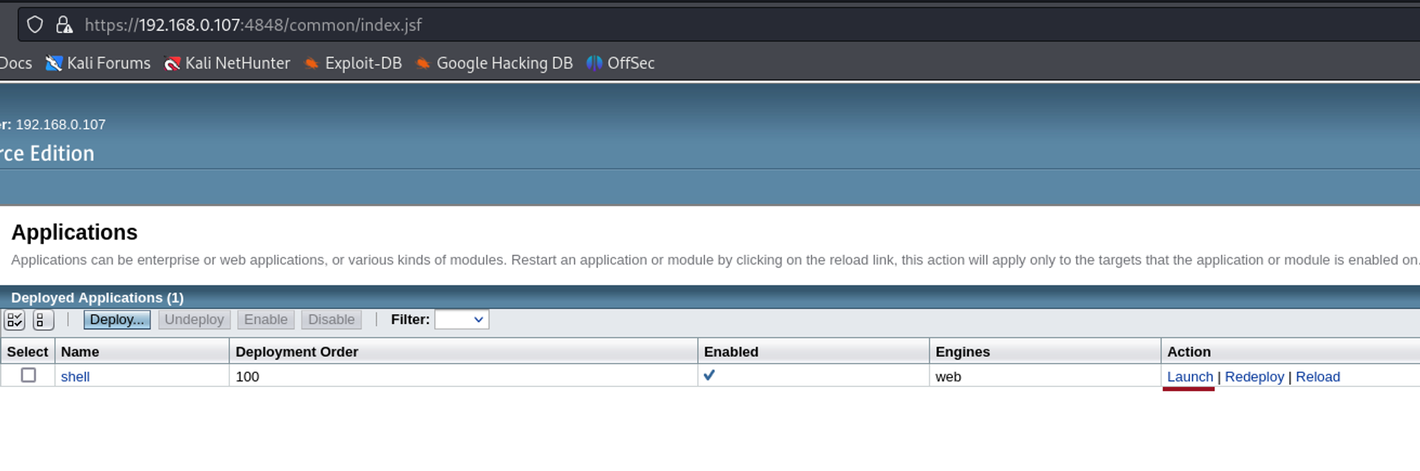 https://192.168.0.107:4848/common/index.jsf
Docs Kali Forums Kali NetHunter Exploit-DB Google Hacking DB OffSec
r: 192.168.0.107
rce Edition
Applications
Applications can be enterprise or web applications, or various kinds of modules. Restart an application or module by clicking on the reload link, this action will apply only to the targets that the application or module is enabled on.
Deployed Applications (1)
Deploy... Undeploy Enable Disable Filter:
Select Name Deployment Order Enabled Engines Action
shell 100 web Launch | Redeploy | Reload